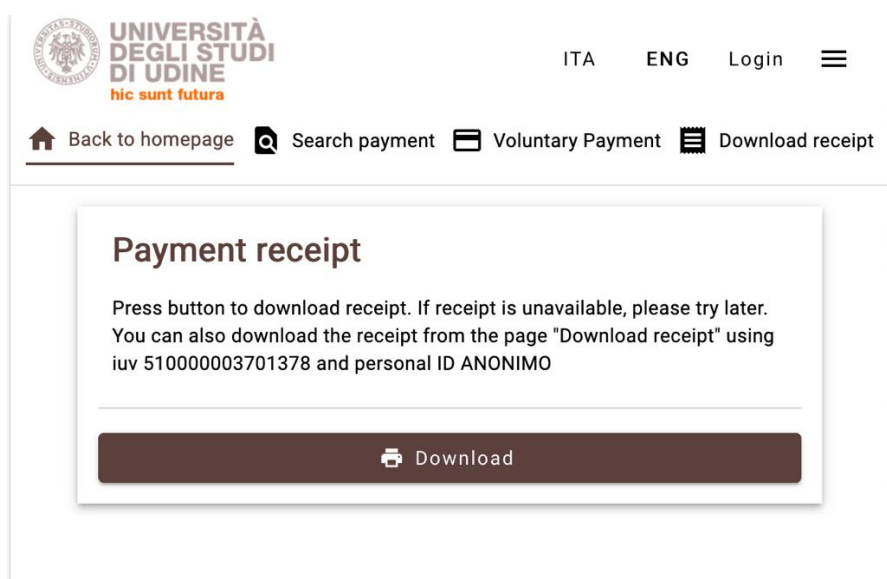 UNIVERSITÀ
DEGLI STUDI
DI UDINE
hic sunt futura
ITA ENG Login
Back to homepage Search payment Voluntary Payment Download receipt
Payment receipt
Press button to download receipt. If receipt is unavailable, please try later.
You can also download the receipt from the page "Download receipt" using
iuv 510000003701378 and personal ID ANONIMO
Download